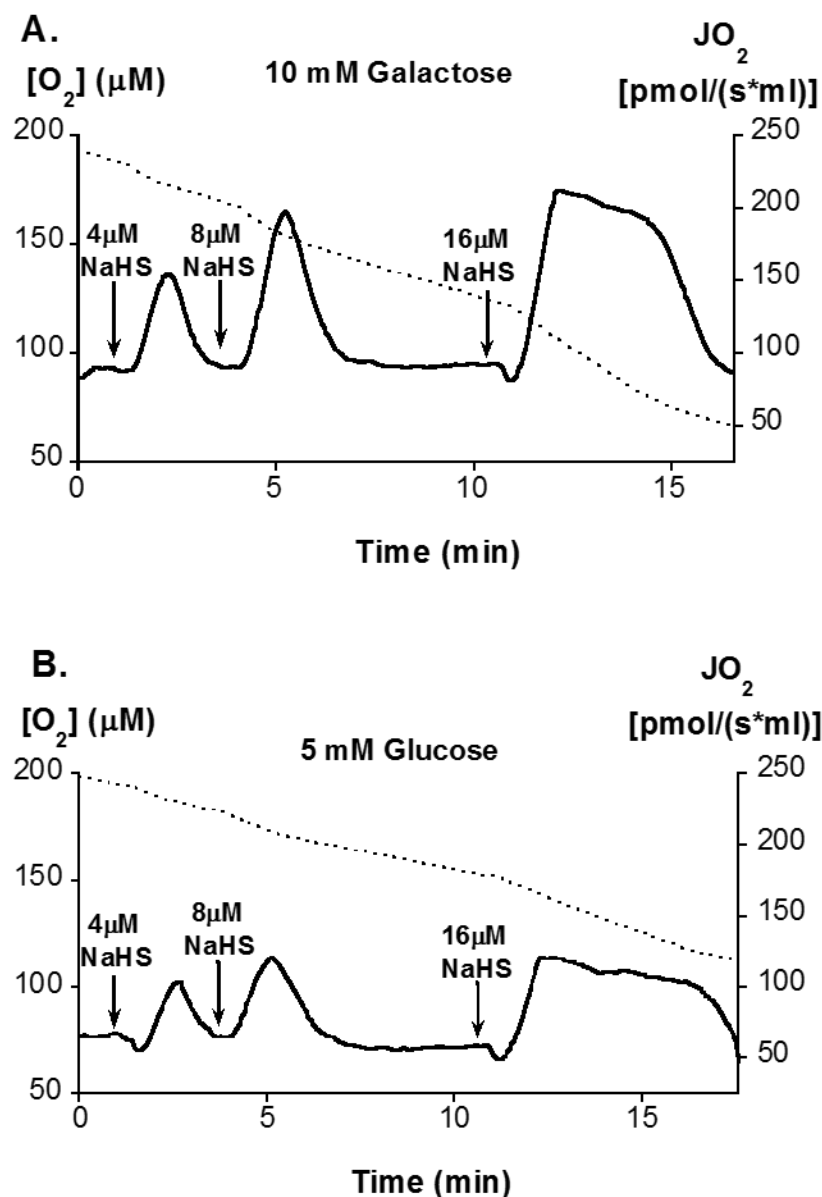 A.
[O₂] (μM)
10 mM Galactose
JO₂
[pmol/(s*ml)]
200
150
100
50
250
200
150
100
50
4μM
NaHS
8μM
NaHS
16μM
NaHS
0
5
10
15
Time (min)
B.
[O₂] (μM)
5 mM Glucose
JO₂
[pmol/(s*ml)]
200
150
100
50
250
200
150
100
50
4μM
NaHS
8μM
NaHS
16μM
NaHS
0
5
10
15
Time (min)